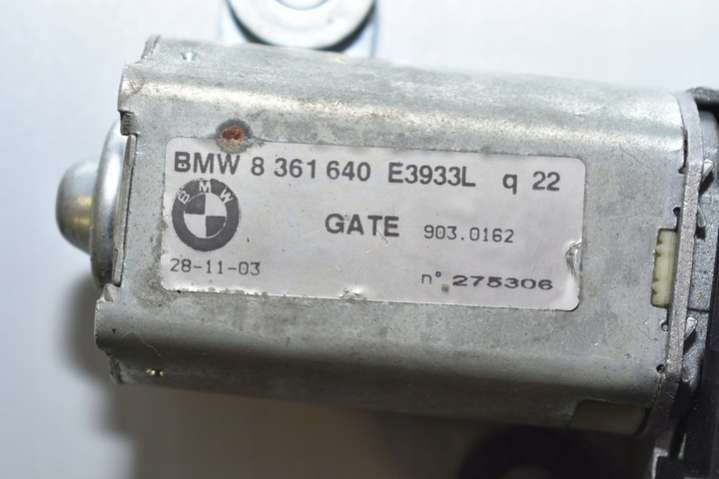 BMW 8 361 640 E3933L q 22
BMW
GATE 903.0162
28-11-03 n° 275306